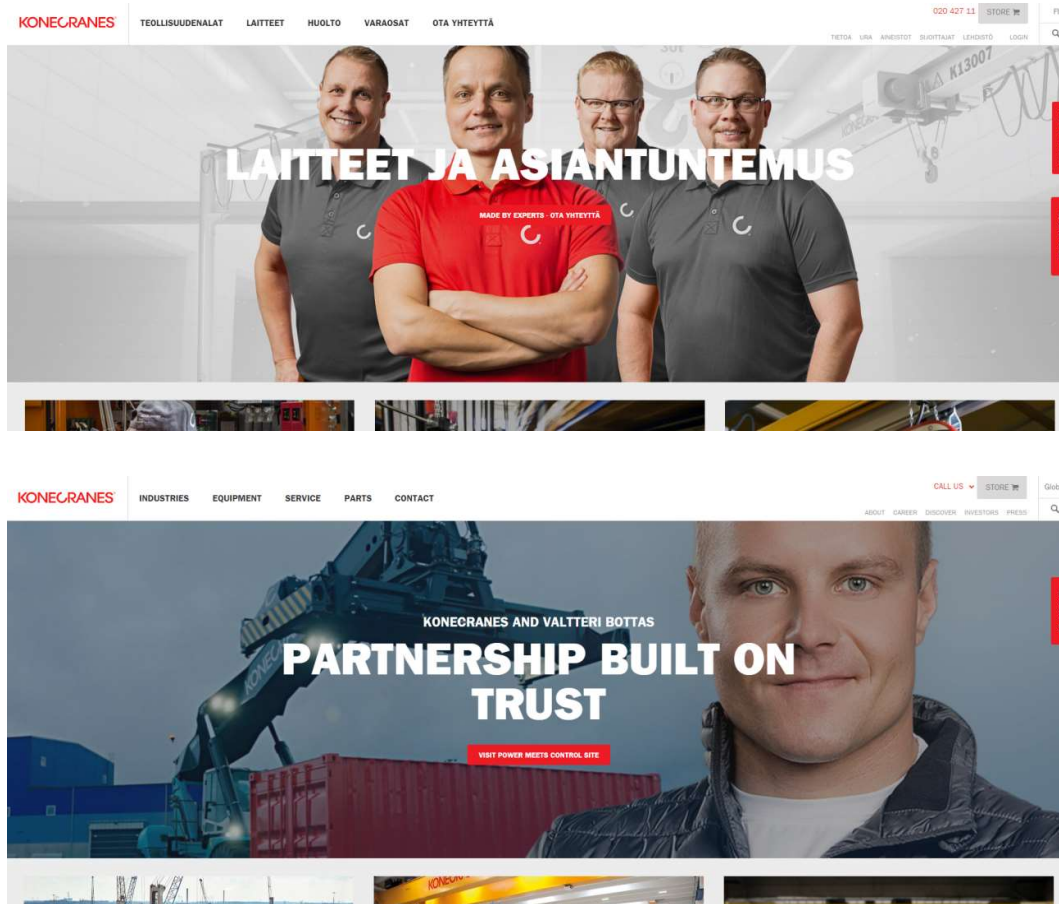 KONECRANES
TEOLLISUUDENALAT LAITTEET HUOLTO VARAOSAT OTA YHTEYTTÄ
020 427 11 STORE
TIETOA URA AINEISTOT SIJOITTAJAT LEHDISTÖ LOGIN
K13007
LAITTEET JA ASIANTUNTEMUS
MADE BY EXPERTS - OTA YHTEYTTÄ
KONECRANES
INDUSTRIES EQUIPMENT SERVICE PARTS CONTACT
CALL US STORE
ABOUT CAREER DISCOVER INVESTORS PRESS
KONECRANES AND VALTTERI BOTTAS
PARTNERSHIP BUILT ON
TRUST
VISIT POWER MEETS CONTROL SITE